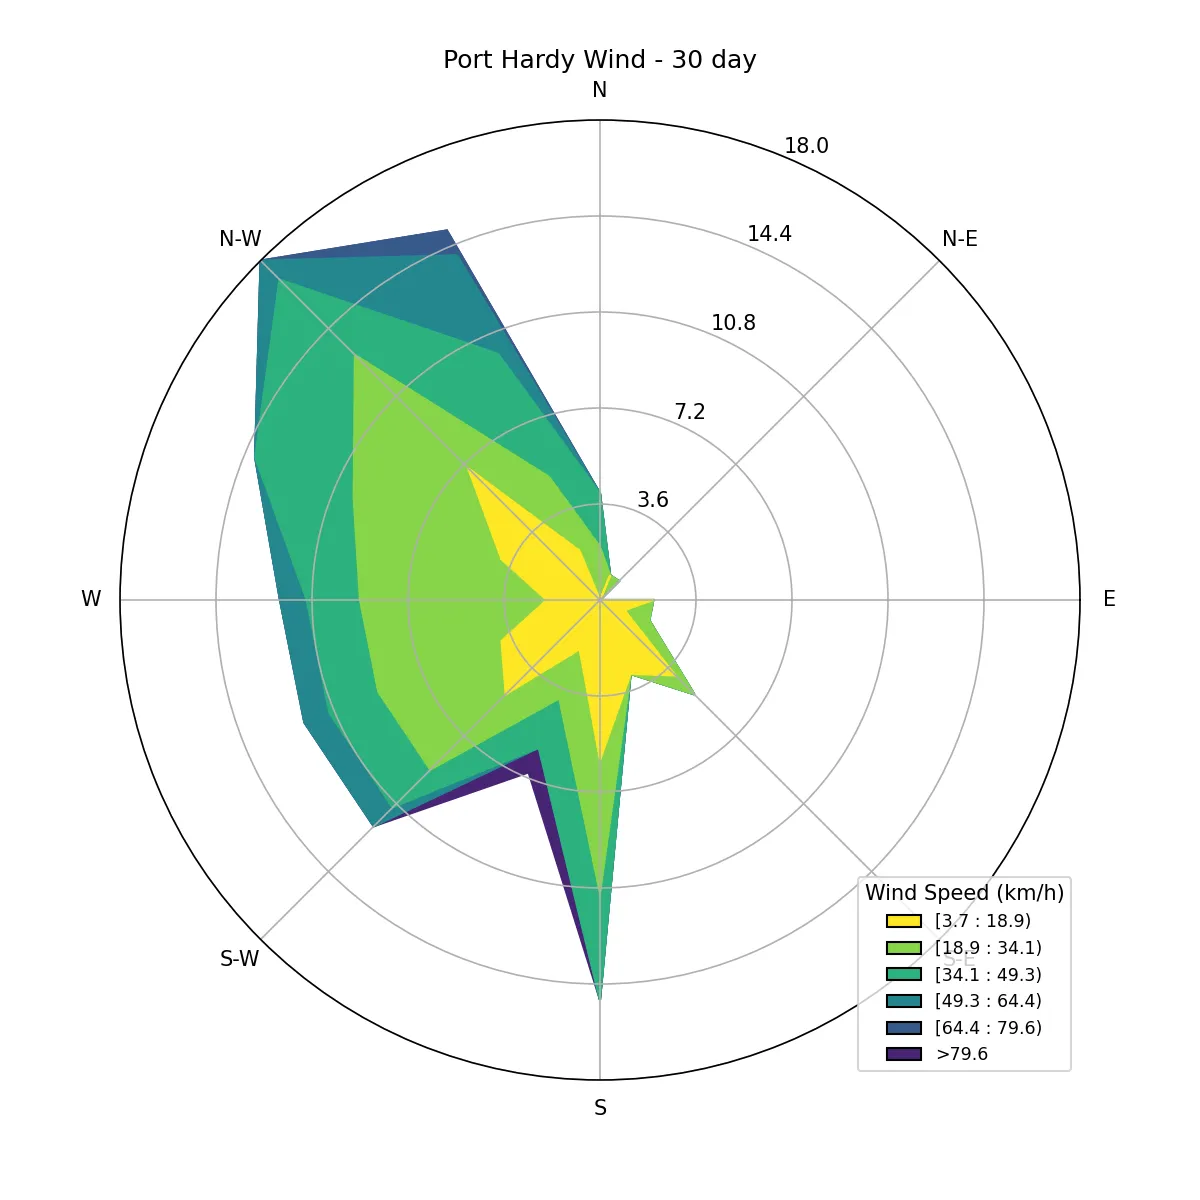 Port Hardy Wind - 30 day
N
18.0
N-W
14.4
N-E
10.8
7.2
3.6
W
E
Wind Speed (km/h)
[3.7 : 18.9)
[18.9 : 34.1)
S-W
S-E
[34.1 : 49.3)
[49.3 : 64.4)
[64.4 : 79.6)
>79.6
S